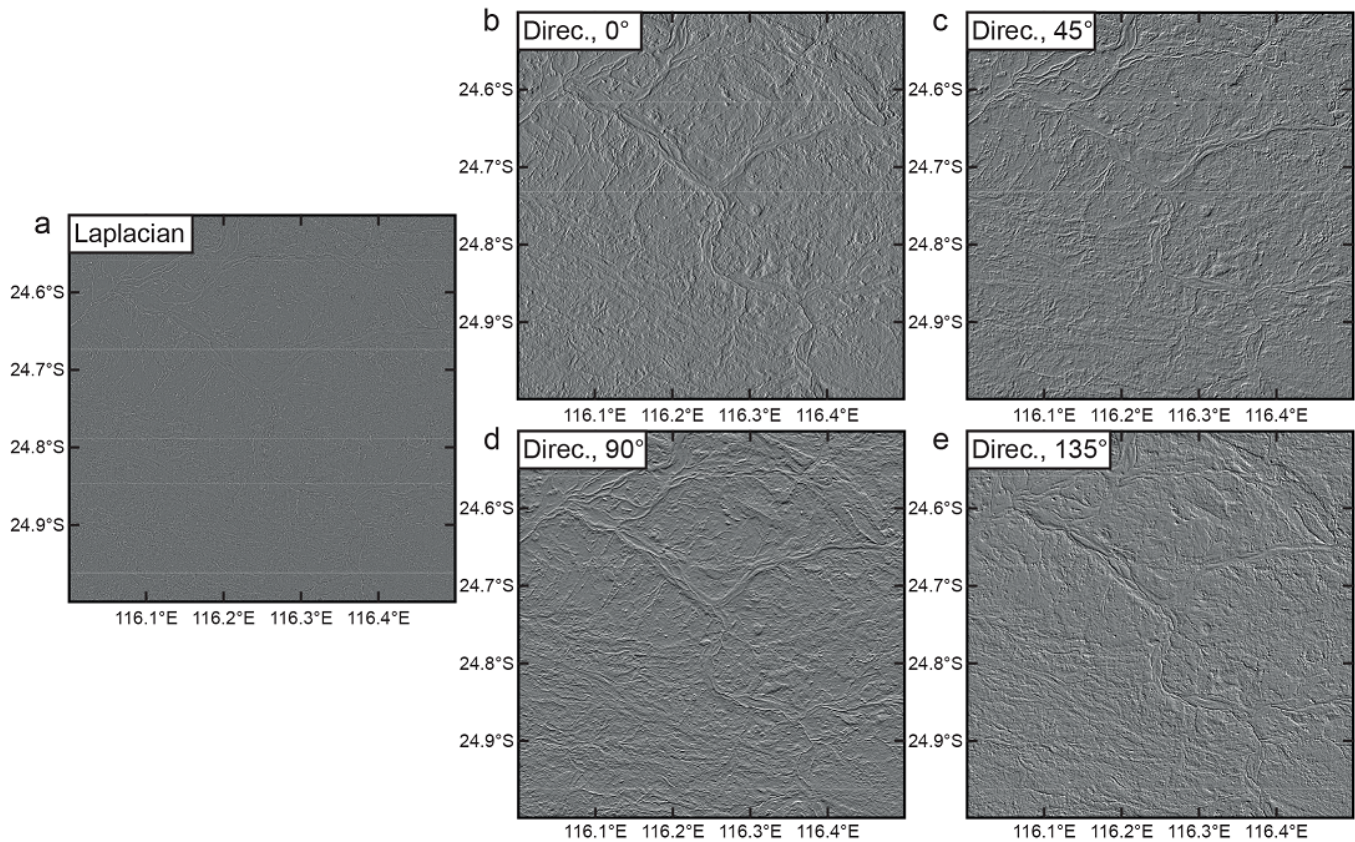 a
Laplacian
24.6°S
24.7°S
24.8°S
24.9°S
116.1°E 116.2°E 116.3°E 116.4°E
b
Direc., 0°
24.6°S
24.7°S
24.8°S
24.9°S
116.1°E 116.2°E 116.3°E 116.4°E
c
Direc., 45°
24.6°S
24.7°S
24.8°S
24.9°S
116.1°E 116.2°E 116.3°E 116.4°E
d
Direc., 90°
24.6°S
24.7°S
24.8°S
24.9°S
116.1°E 116.2°E 116.3°E 116.4°E
e
Direc., 135°
24.6°S
24.7°S
24.8°S
24.9°S
116.1°E 116.2°E 116.3°E 116.4°E